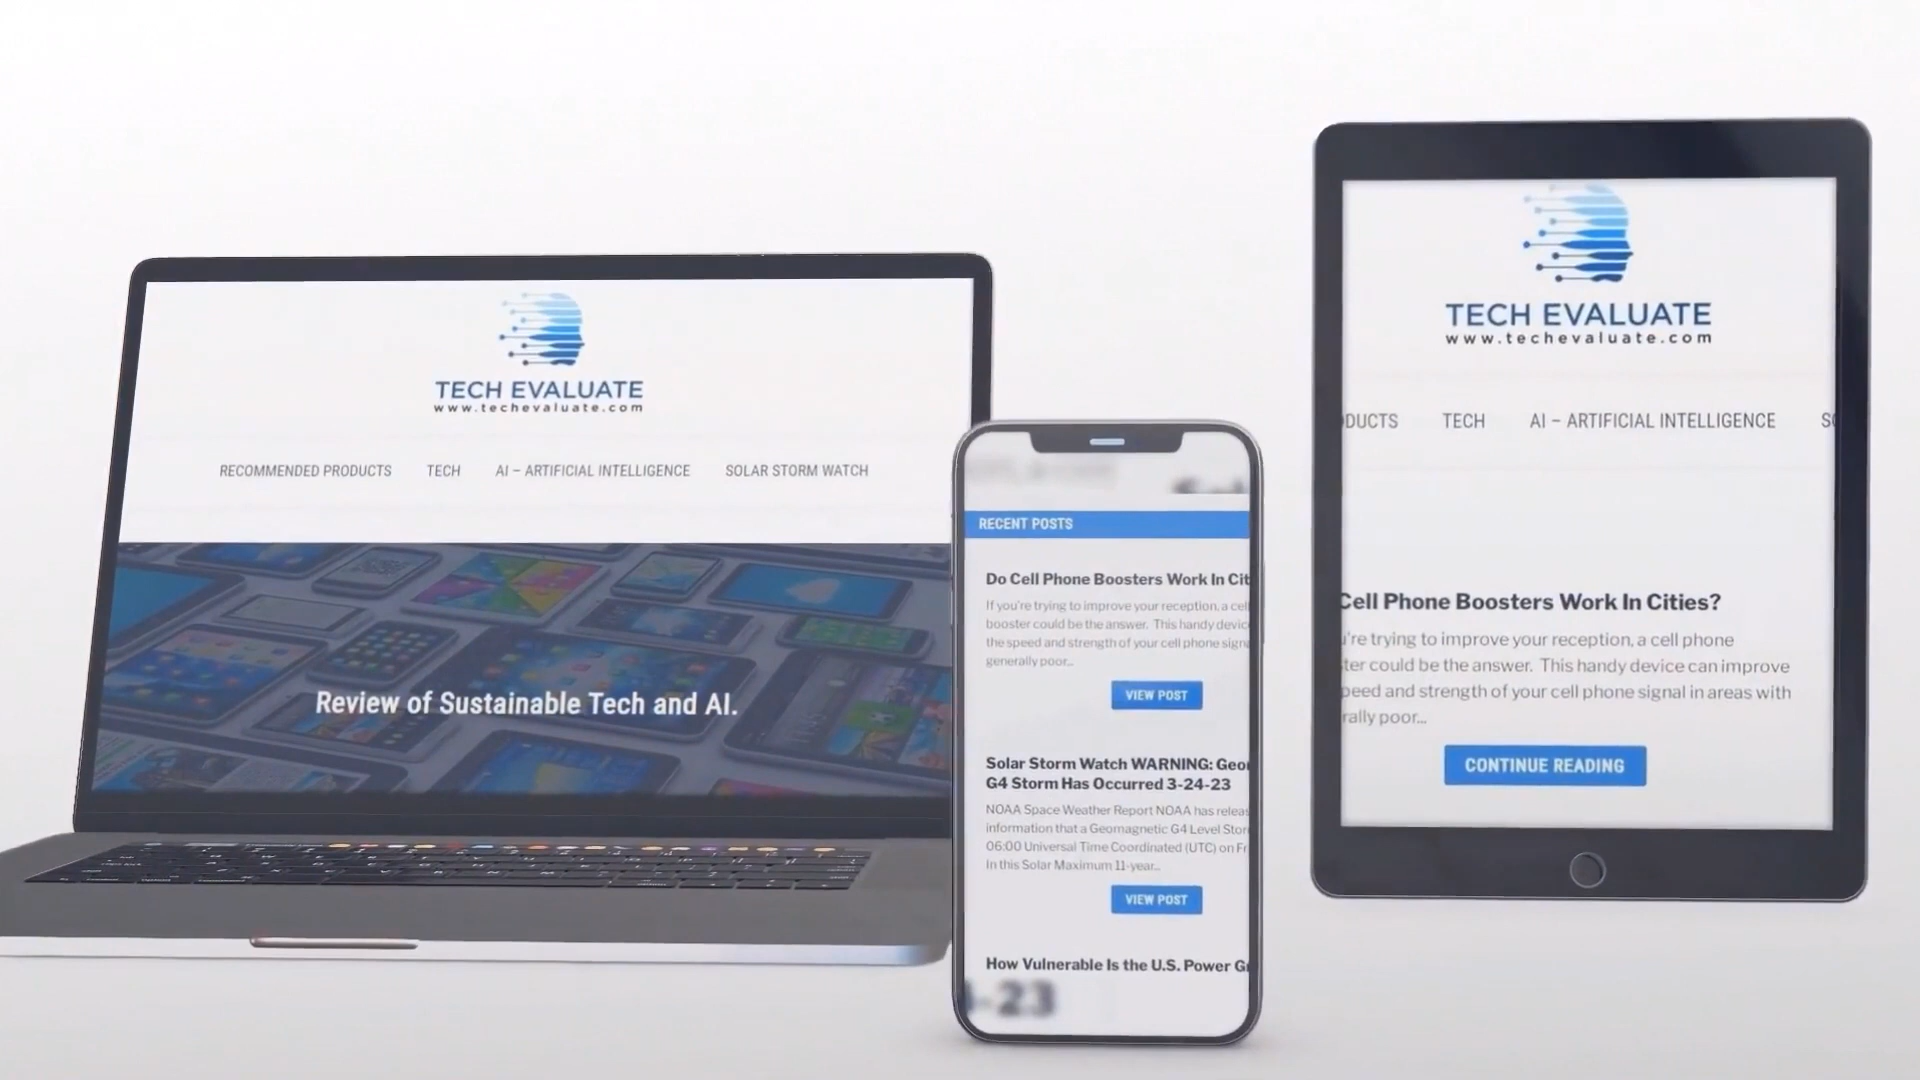 TECH EVALUATE
www.techevaluate.com
RECOMMENDED PRODUCTS TECH AI – ARTIFICIAL INTELLIGENCE SOLAR STORM WATCH
Review of Sustainable Tech and AI.
RECENT POSTS
Do Cell Phone Boosters Work In Cit
If you're trying to improve your reception, a cell
booster could be the answer. This handy devic
the speed and strength of your cell phone sign
generally poor...
VIEW POST
Solar Storm Watch WARNING: Geo
G4 Storm Has Occurred 3-24-23
NOAA Space Weather Report NOAA has relea
information that a Geomagnetic G4 Level Stor
06:00 Universal Time Coordinated (UTC) on Fr
In this Solar Maximum 11-year...
VIEW POST
How Vulnerable Is the U.S. Power G
-23
TECH EVALUATE
www.techevaluate.com
DUCTS TECH AI – ARTIFICIAL INTELLIGENCE SO
Cell Phone Boosters Work In Cities?
u're trying to improve your reception, a cell phone
ter could be the answer. This handy device can improve
peed and strength of your cell phone signal in areas with
rally poor...
CONTINUE READING